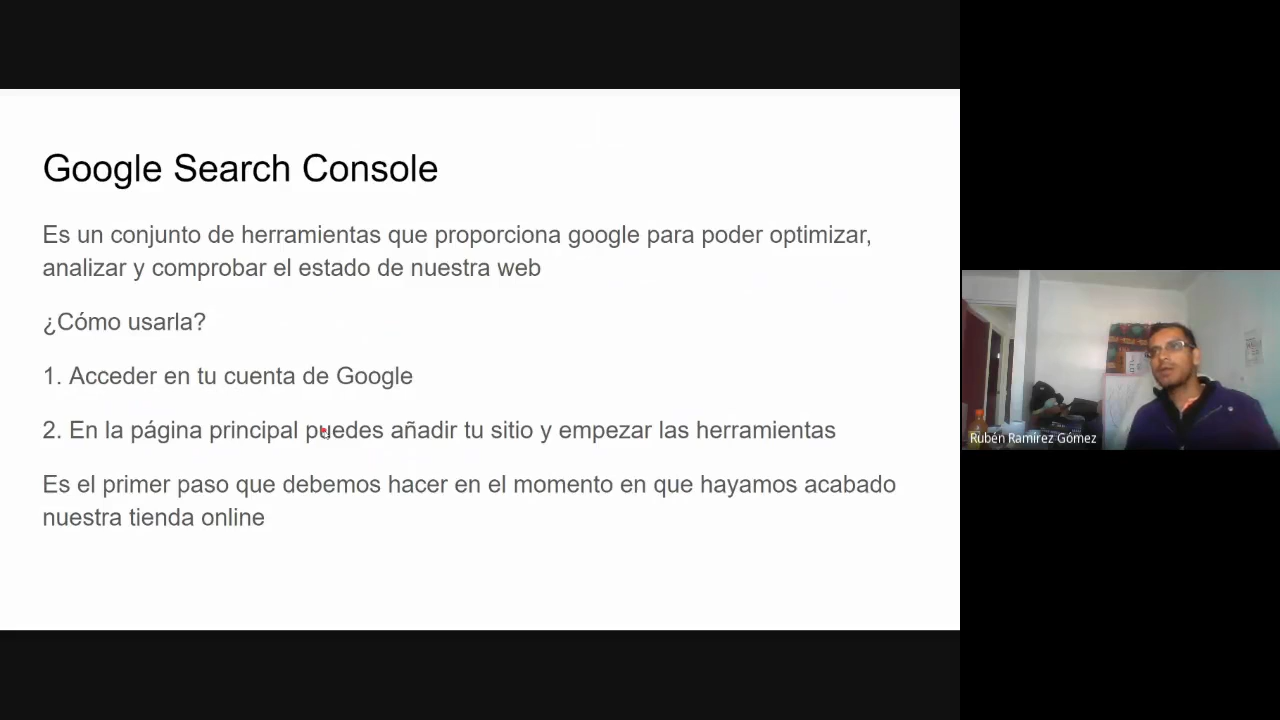 Google Search Console
Es un conjunto de herramientas que proporciona google para poder optimizar,
analizar y comprobar el estado de nuestra web
¿Cómo usarla?
1. Acceder en tu cuenta de Google
2. En la página principal puedes añadir tu sitio y empezar las herramientas
Es el primer paso que debemos hacer en el momento en que hayamos acabado
nuestra tienda online
Rubén Ramírez Gómez